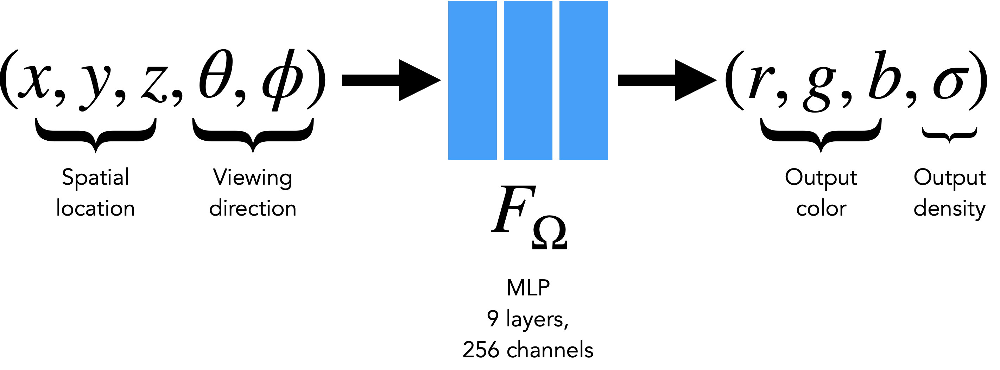 (x, y, z, θ, ϕ)
(r, g, b, σ)
Spatial
location
Viewing
direction
F_Ω
MLP
9 layers,
256 channels
Output
color
Output
density